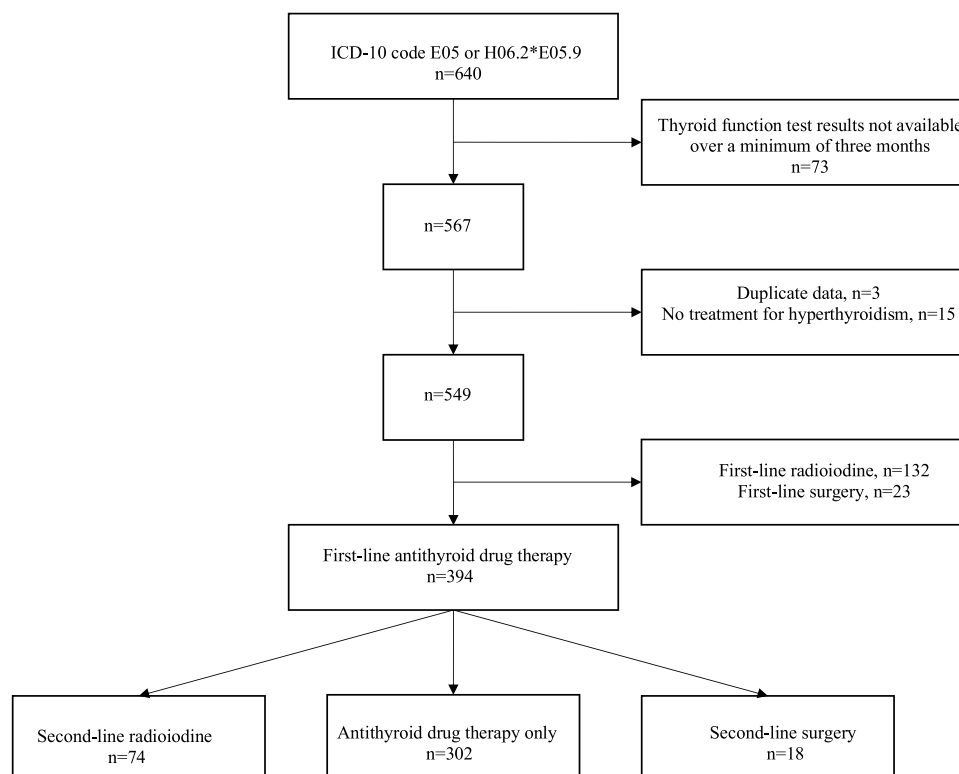 ICD-10 code E05 or H06.2*E05.9
n=640
Thyroid function test results not available
over a minimum of three months
n=73
n=567
Duplicate data, n=3
No treatment for hyperthyroidism, n=15
n=549
First-line radioiodine, n=132
First-line surgery, n=23
First-line antithyroid drug therapy
n=394
Second-line radioiodine
n=74
Antithyroid drug therapy only
n=302
Second-line surgery
n=18